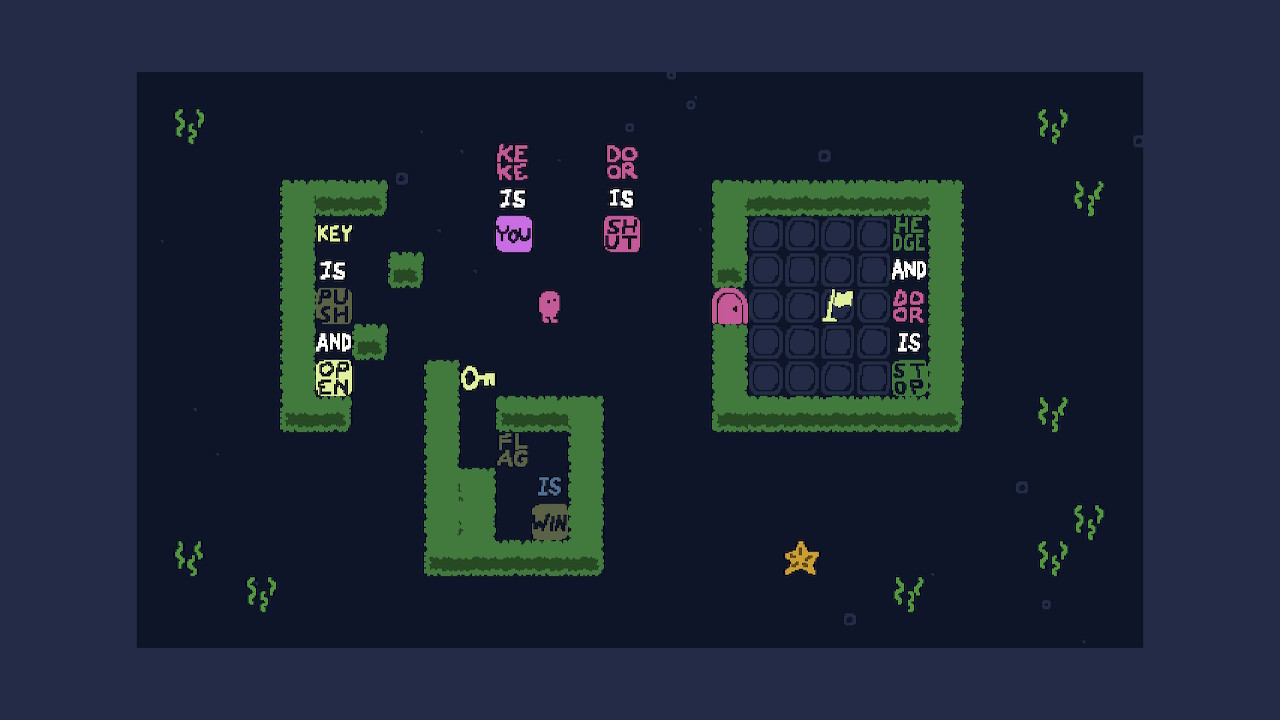 KEKE
IS
YOU
DOOR
IS
SHUT
KEY
IS
PUSH
AND
OPEN
HEDGE
AND
DOOR
IS
STOP
FLAG
IS
WIN